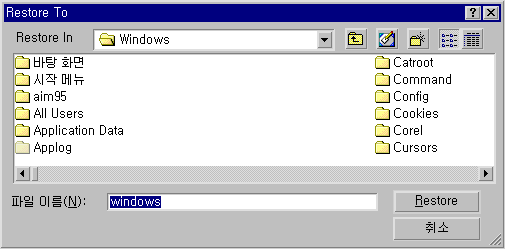 Restore To
Restore In Windows
바탕 화면
시작 메뉴
aim95
All Users
Application Data
Applog
Catroot
Command
Config
Cookies
Corel
Cursors
파일 이름(N): windows
Restore
취소